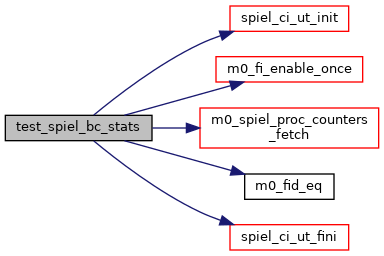 spiel_ci_ut_init
m0_fi_enable_once
test_spiel_bc_stats
m0_spiel_proc_counters
_fetch
m0_fid_eq
spiel_ci_ut_fini